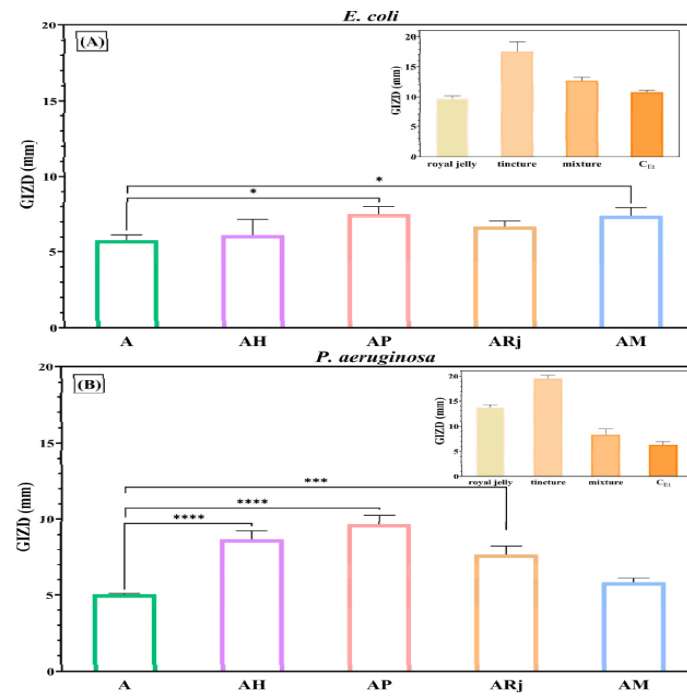 E. coli
(A)
20
15
10
5
0
GIZD (mm)
20
15
10
5
0
GIZD (mm)
royal jelly tincture mixture C_Et
*
*
A AH AP ARj AM
P. aeruginosa
(B)
20
15
10
5
0
GIZD (mm)
20
15
10
5
0
GIZD (mm)
royal jelly tincture mixture C_Et
***
****
****
A AH AP ARj AM